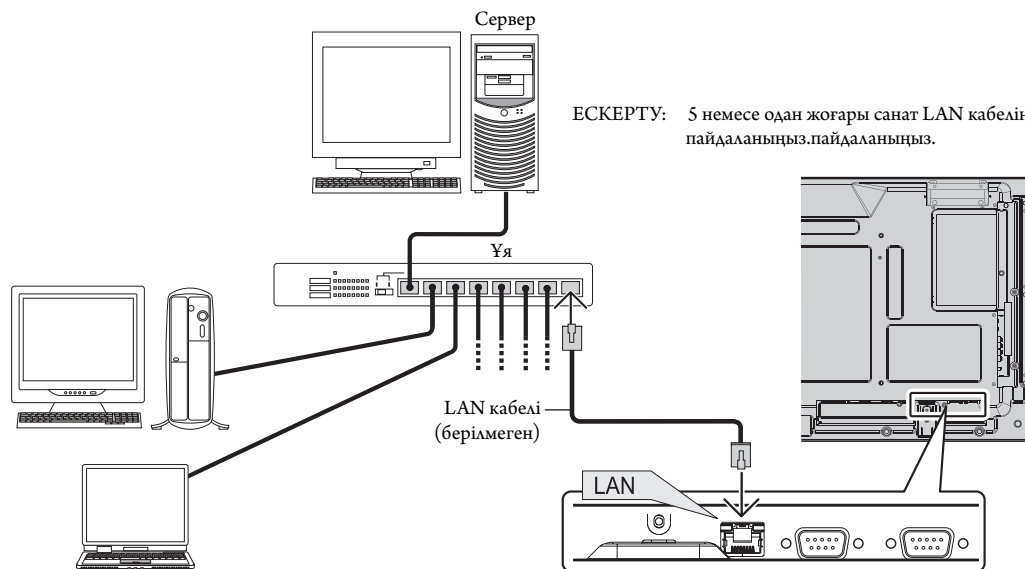 Сервер
ЕСКЕРТУ: 5 немесе одан жоғары санат LAN кабелін
пайдаланыңыз.пайдаланыңыз.
Ұя
LAN кабелі
(берілмеген)
LAN